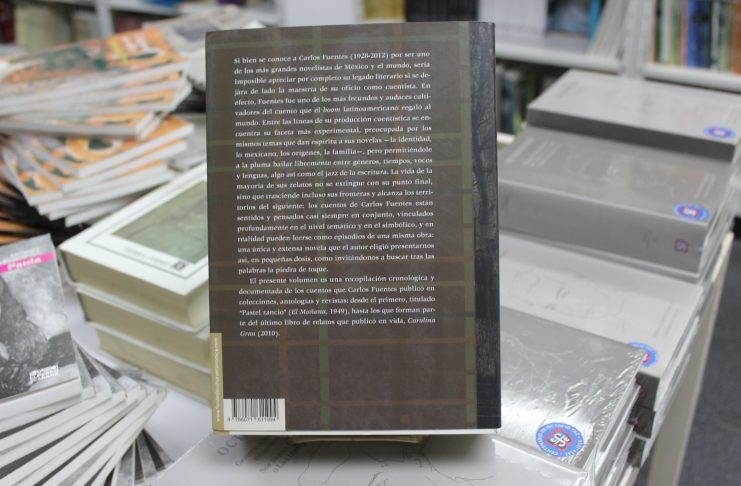 Si bien se conoce a Carlos Fuentes (1928-2012) por ser uno
de los más grandes novelistas de México y el mundo, sería
imposible apreciar por completo su legado literario si se de-
jara de lado la maestría de su oficio como cuentista. En
efecto, Fuentes fue uno de los más fecundos y audaces culti-
vadores del cuento que el boom latinoamericano regaló al
mundo. Entre las líneas de su producción cuentística se en-
cuentra su faceta más experimental, preocupada por los
mismos temas que dan espíritu a sus novelas —la identidad,
lo mexicano, los orígenes, la familia—, pero permitiéndole
a la pluma bailar libremente entre géneros, tiempos, voces
y lenguas, algo así como el jazz de la escritura. La vida de la
mayoría de sus relatos no se extingue con su punto final,
sino que trasciende incluso sus fronteras y alcanza los terri-
torios del siguiente: los cuentos de Carlos Fuentes están
sentidos y pensados casi siempre en conjunto, vinculados
profundamente en el nivel temático y en el simbólico, y en
realidad pueden leerse como episodios de una misma obra:
una única y extensa novela que el autor eligió presentarnos
así, en pequeñas dosis, como invitándonos a buscar tras las
palabras la piedra de toque.
El presente volumen es una recopilación cronológica y
documentada de los cuentos que Carlos Fuentes publicó en
colecciones, antologías y revistas: desde el primero, titulado
"Pastel rancio" (El Mañana, 1949), hasta los que forman par-
te del último libro de relatos que publicó en vida, Carolina
Grau (2010).
Paula